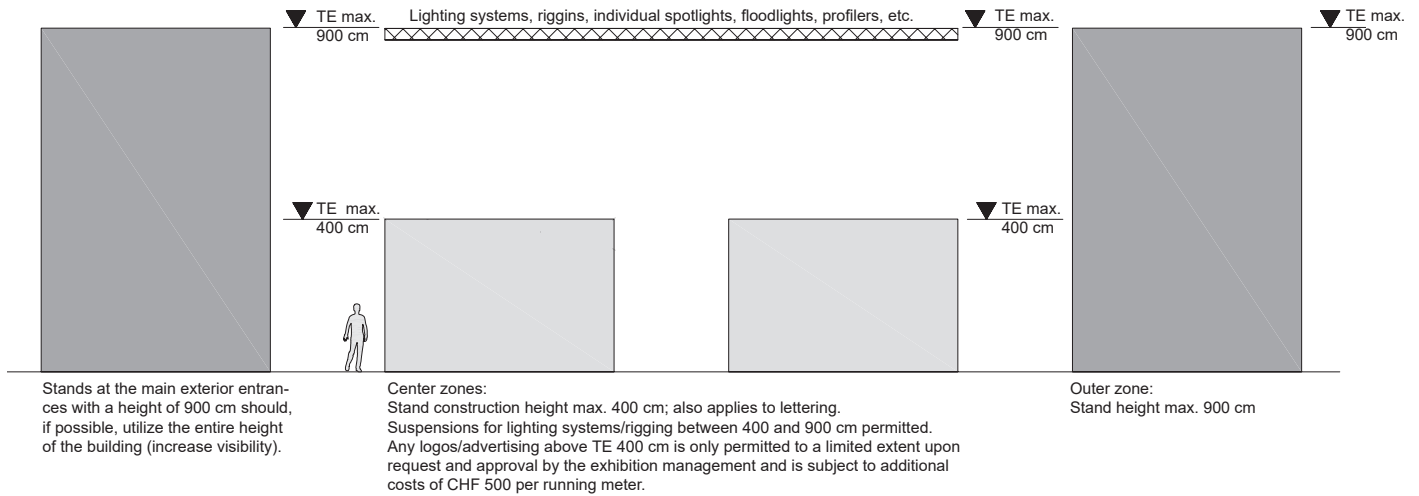 TE max.
900 cm
Lighting systems, riggins, individual spotlights, floodlights, profilers, etc.
TE max.
900 cm
TE max.
900 cm
TE  max.
400 cm
TE max.
400 cm
Stands at the main exterior entran-
ces with a height of 900 cm should,
if possible, utilize the entire height
of the building (increase visibility).
Center zones:
Stand construction height max. 400 cm; also applies to lettering.
Suspensions for lighting systems/rigging between 400 and 900 cm permitted.
Any logos/advertising above TE 400 cm is only permitted to a limited extent upon
request and approval by the exhibition management and is subject to additional
costs of CHF 500 per running meter.
Outer zone:
Stand height max. 900 cm